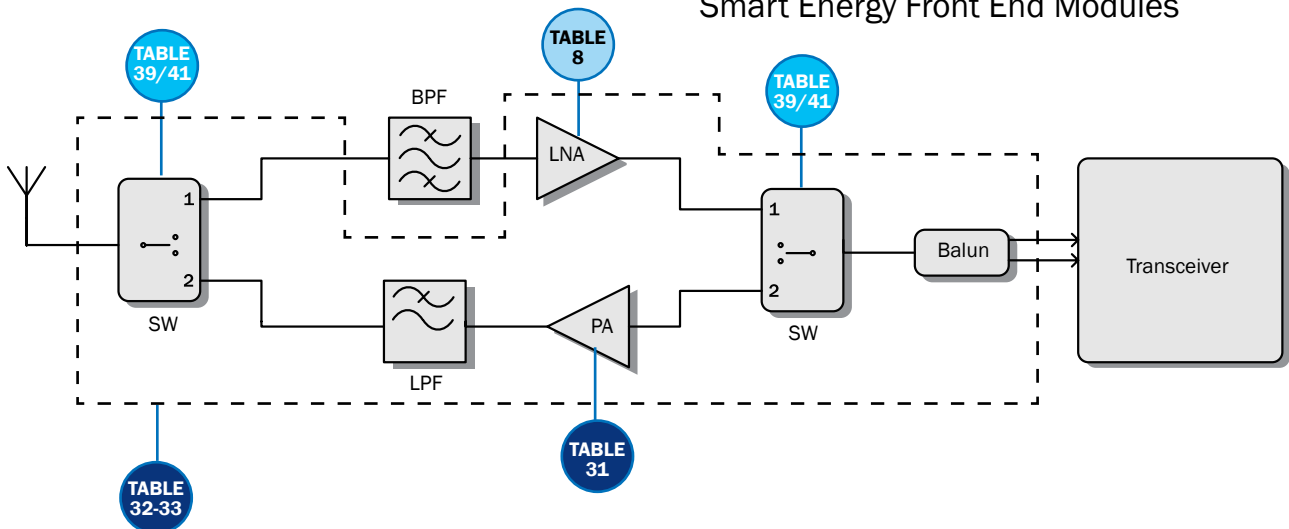 Smart Energy Front End Modules
TABLE
39/41
TABLE
8
TABLE
39/41
BPF
LNA
1
2
SW
1
2
SW
Balun
Transceiver
LPF
PA
TABLE
31
TABLE
32-33